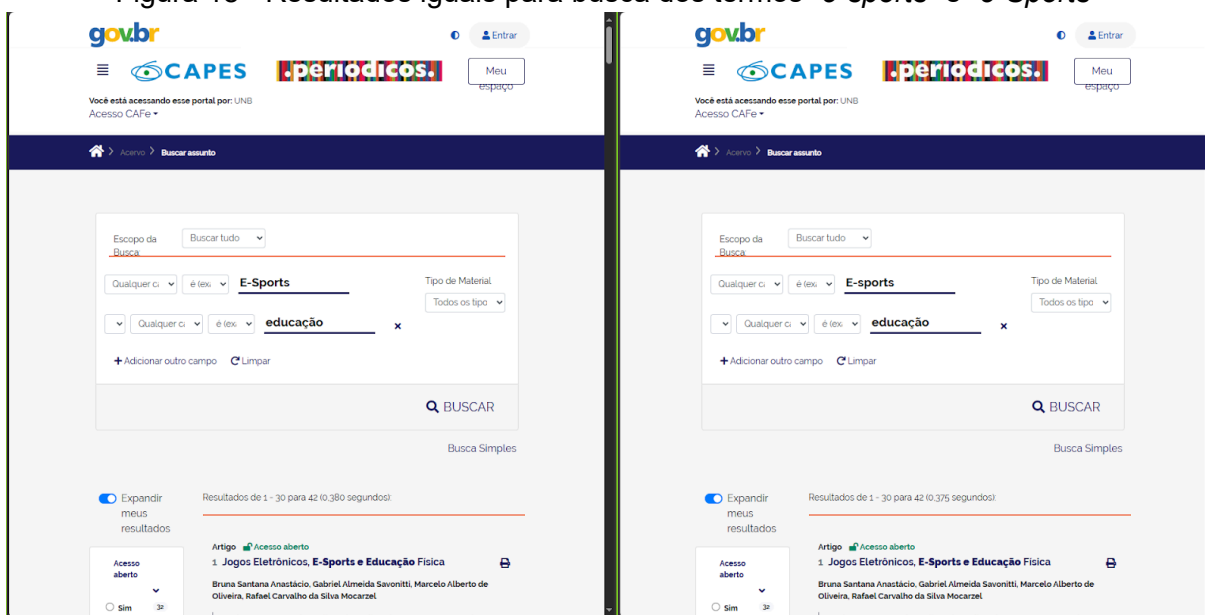 Figura 18 - Resultados iguais para busca dos termos "e-sports" e "e-Sports"
gov.br
Entrar
CAPES
.periodicos.
Meu espaço
Você está acessando esse portal por: UNB
Acesso CAFe
Acervo > Buscar assunto
Escopo da Busca:
Buscar tudo
Qualquer c
é (ex
E-Sports
Tipo de Material
Todos os tipo
Qualquer c
é (ex
educação
×
+ Adicionar outro campo
Limpar
BUSCAR
Busca Simples
Expandir meus resultados
Resultados de 1 - 30 para 42 (0,380 segundos):
Acesso aberto
Sim 32
Artigo Acesso aberto
1 Jogos Eletrônicos, E-Sports e Educação Física
Bruna Santana Anastácio, Gabriel Almeida Savonitti, Marcelo Alberto de
Oliveira, Rafael Carvalho da Silva Mocarzel
gov.br
Entrar
CAPES
.periodicos.
Meu espaço
Você está acessando esse portal por: UNB
Acesso CAFe
Acervo > Buscar assunto
Escopo da Busca:
Buscar tudo
Qualquer c
é (ex
E-sports
Tipo de Material
Todos os tipo
Qualquer c
é (ex
educação
×
+ Adicionar outro campo
Limpar
BUSCAR
Busca Simples
Expandir meus resultados
Resultados de 1 - 30 para 42 (0,375 segundos):
Acesso aberto
Sim 32
Artigo Acesso aberto
1 Jogos Eletrônicos, E-Sports e Educação Física
Bruna Santana Anastácio, Gabriel Almeida Savonitti, Marcelo Alberto de
Oliveira, Rafael Carvalho da Silva Mocarzel